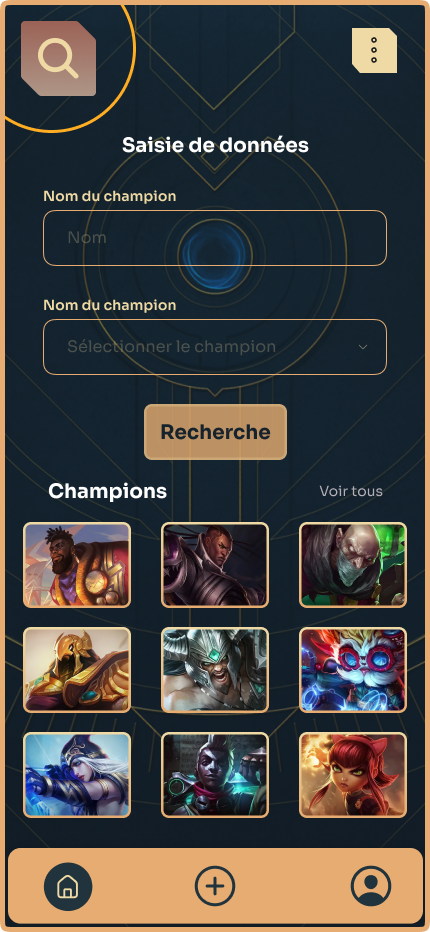 Saisie de données
Nom du champion
Nom
Nom du champion
Sélectionner le champion
Recherche
Champions
Voir tous